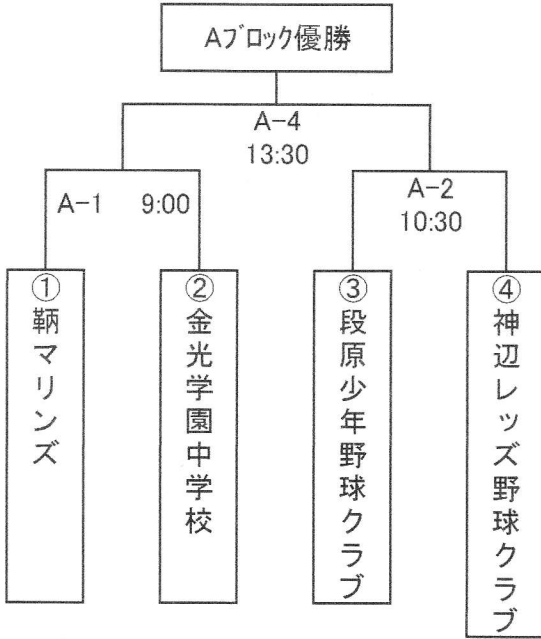 Aブロック優勝
A-4
13:30
A-1 9:00
A-2
10:30
①鞆マリンズ
②金光学園中学校
③段原少年野球クラブ
④神辺レッズ野球クラブ